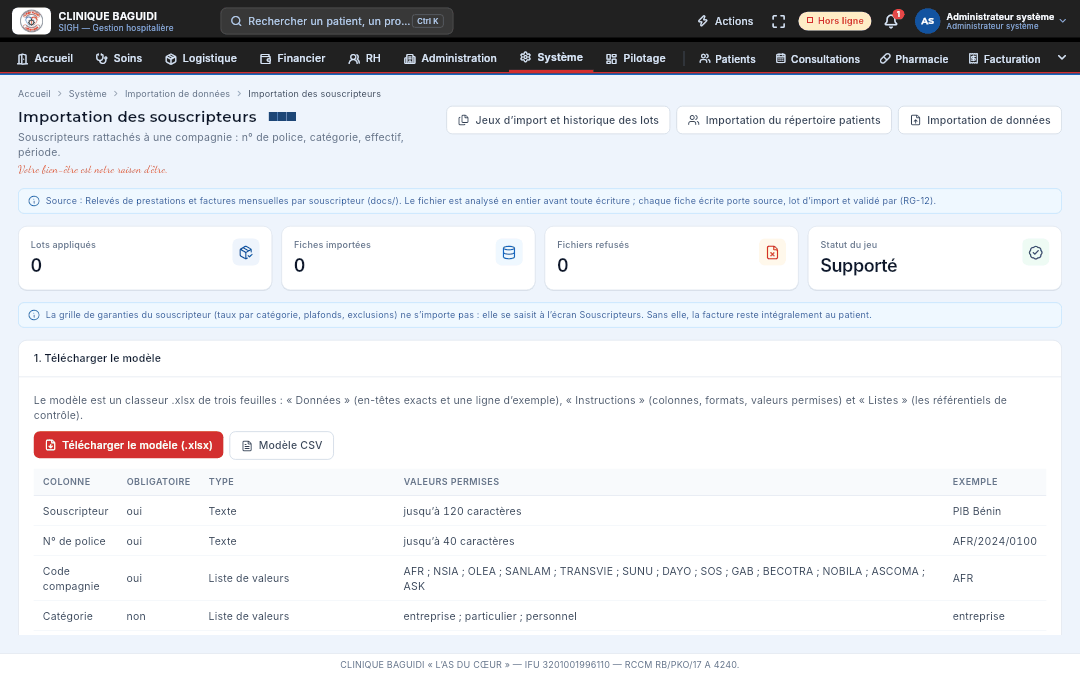 CLINIQUE BAGUIDI
SIGH — Gestion hospitalière
Rechercher un patient, un pro... Ctrl K
Actions
Hors ligne
1
AS
Administrateur système
Administrateur système
Accueil
Soins
Logistique
Financier
RH
Administration
Système
Pilotage
Patients
Consultations
Pharmacie
Facturation
Accueil > Système > Importation de données > Importation des souscripteurs
Importation des souscripteurs
Souscripteurs rattachés à une compagnie : n° de police, catégorie, effectif,
période.
Votre bien-être est notre raison d'être.
Jeux d'import et historique des lots
Importation du répertoire patients
Importation de données
Source : Relevés de prestations et factures mensuelles par souscripteur (docs/). Le fichier est analysé en entier avant toute écriture ; chaque fiche écrite porte source, lot d'import et validé par (RG-12).
Lots appliqués
0
Fiches importées
0
Fichiers refusés
0
Statut du jeu
Supporté
La grille de garanties du souscripteur (taux par catégorie, plafonds, exclusions) ne s'importe pas : elle se saisit à l'écran Souscripteurs. Sans elle, la facture reste intégralement au patient.
1. Télécharger le modèle
Le modèle est un classeur .xlsx de trois feuilles : « Données » (en-têtes exacts et une ligne d'exemple), « Instructions » (colonnes, formats, valeurs permises) et « Listes » (les référentiels de
contrôle).
Télécharger le modèle (.xlsx)
Modèle CSV
COLONNE OBLIGATOIRE TYPE VALEURS PERMISES EXEMPLE
Souscripteur oui Texte jusqu'à 120 caractères PIB Bénin
N° de police oui Texte jusqu'à 40 caractères AFR/2024/0100
Code
compagnie oui Liste de valeurs AFR ; NSIA ; OLEA ; SANLAM ; TRANSVIE ; SUNU ; DAYO ; SOS ; GAB ; BECOTRA ; NOBILA ; ASCOMA ;
ASK AFR
Catégorie non Liste de valeurs entreprise ; particulier ; personnel entreprise
CLINIQUE BAGUIDI « L'AS DU CŒUR » — IFU 3201001996110 — RCCM RB/PKO/17 A 4240.